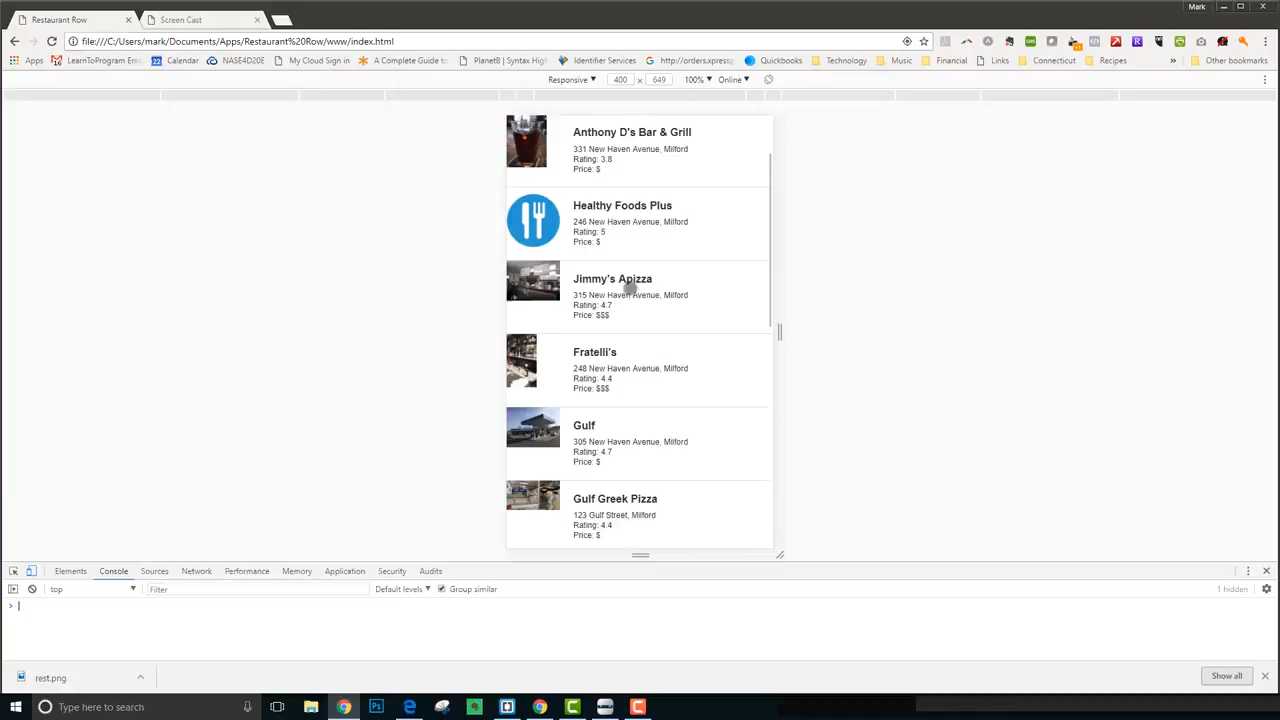 Mark
Restaurant Row
Screen Cast
file:///C:/Users/mark/Documents/Apps/Restaurant%20Row/www/index.html
Apps
LearnToProgram Em
Calendar
NASE4D20E
My Cloud Sign in
A Complete Guide to
PlanetB | Syntax High
Identifier Services
http://orders.xpressp
Quickbooks
Technology
Music
Financial
Links
Connecticut
Recipes
»
Other bookmarks
Responsive
400 x 649
100%
Online
Anthony D's Bar & Grill
331 New Haven Avenue, Milford
Rating: 3.8
Price: $
Healthy Foods Plus
246 New Haven Avenue, Milford
Rating: 5
Price: $
Jimmy's Apizza
315 New Haven Avenue, Milford
Rating: 4.7
Price: $$$
Fratelli's
248 New Haven Avenue, Milford
Rating: 4.4
Price: $$$
Gulf
305 New Haven Avenue, Milford
Rating: 4.7
Price: $
Gulf Greek Pizza
123 Gulf Street, Milford
Rating: 4.4
Price: $
Elements
Console
Sources
Network
Performance
Memory
Application
Security
Audits
top
Filter
Default levels
Group similar
1 hidden
>
rest.png
Show all
Type here to search